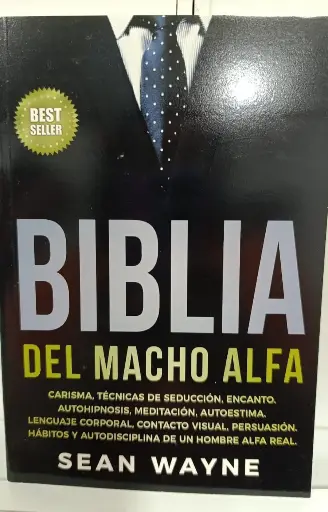 BEST
SELLER
BIBLIA
DEL MACHO ALFA
CARISMA, TÉCNICAS DE SEDUCCIÓN, ENCANTO.
AUTOHIPNOSIS, MEDITACIÓN, AUTOESTIMA.
LENGUAJE CORPORAL, CONTACTO VISUAL, PERSUASIÓN.
HÁBITOS Y AUTODISCIPLINA DE UN HOMBRE ALFA REAL.
SEAN WAYNE